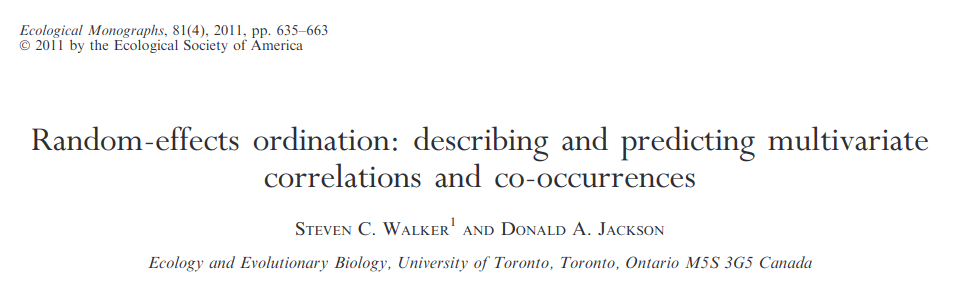 Ecological Monographs, 81(4), 2011, pp. 635–663
© 2011 by the Ecological Society of America
Random-effects ordination: describing and predicting multivariate
correlations and co-occurrences
STEVEN C. WALKER¹ AND DONALD A. JACKSON
Ecology and Evolutionary Biology, University of Toronto, Toronto, Ontario M5S 3G5 Canada